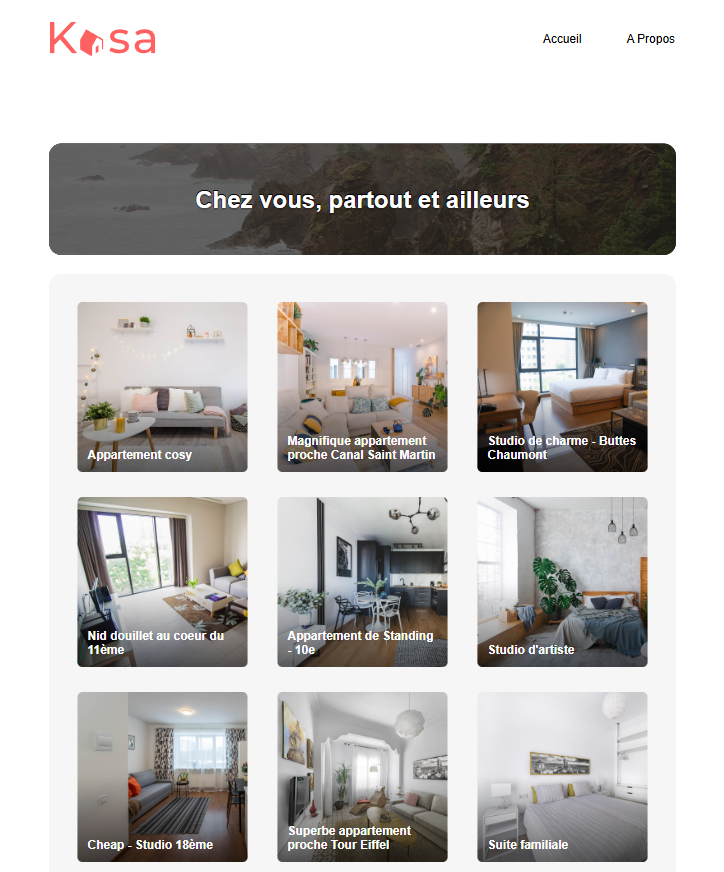 Kasa
Accueil
A Propos
Chez vous, partout et ailleurs
Appartement cosy
Magnifique appartement
proche Canal Saint Martin
Studio de charme - Buttes
Chaumont
Nid douillet au coeur du
11ème
Appartement de Standing
- 10e
Studio d'artiste
Cheap - Studio 18ème
Superbe appartement
proche Tour Eiffel
Suite familiale